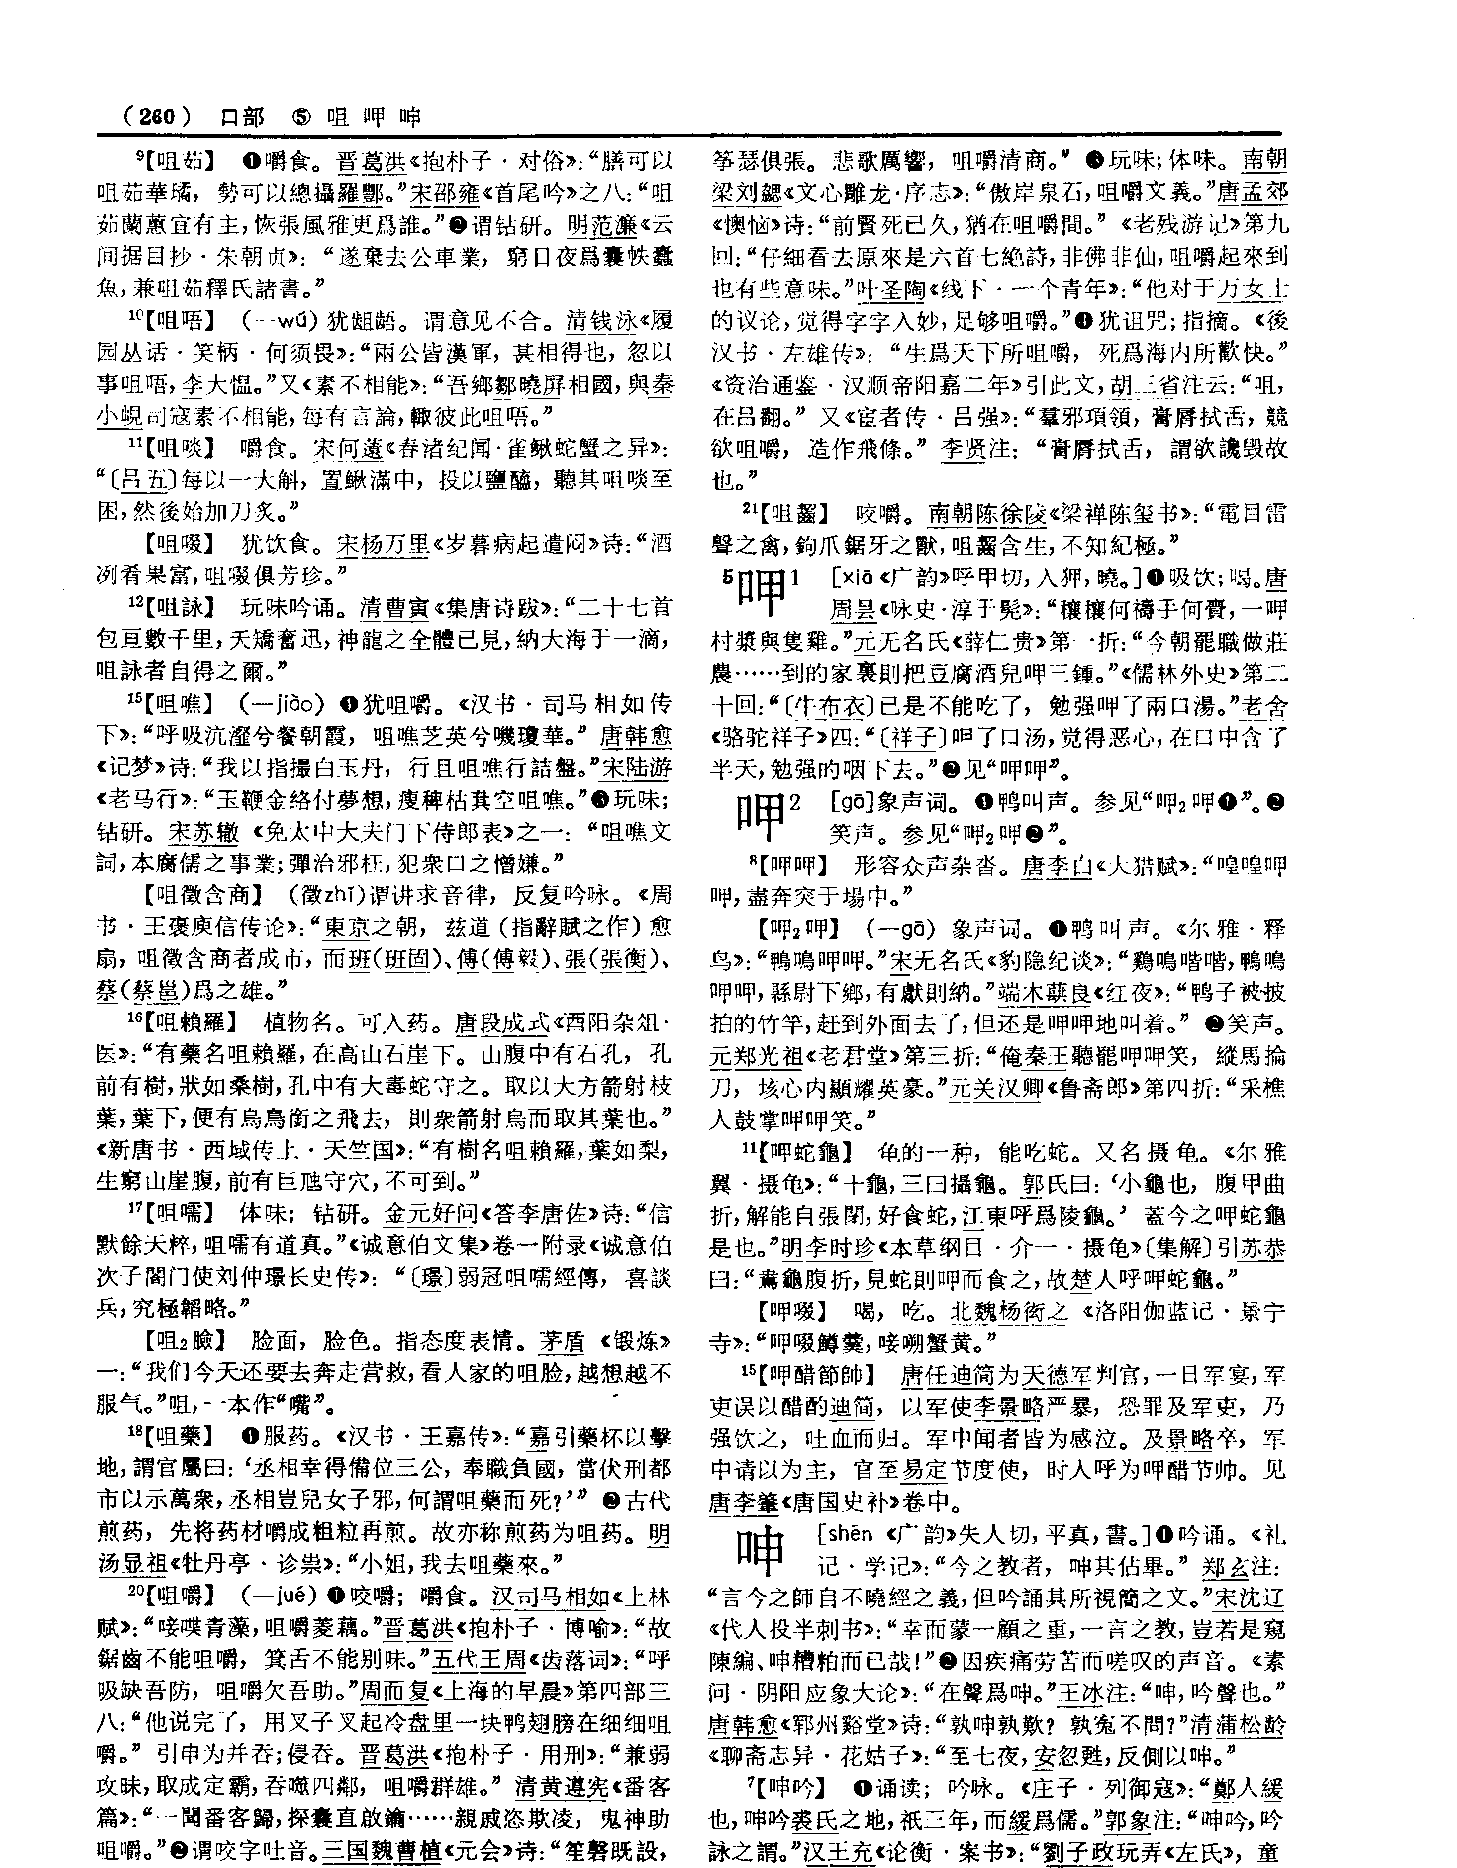 (260) 口部 ⑤ 咀 呷 呻
⁹【咀茹】 ❶嚼食。晋葛洪《抱朴子·对俗》：“膳可以
咀茹華璚，勢可以總攝羅酆。”宋邵雍《首尾吟》之八：“咀
茹蘭蕙宜有主，恢張風雅更爲誰。”❷谓钻研。明范濂《云
间据目抄·朱朝贞》：“遂棄去公車業，窮日夜爲囊帙蠹
魚，兼咀茹釋氏諸書。”
¹⁰【咀唔】 (—wú)犹龃龉。谓意见不合。清钱泳《履
园丛话·笑柄·何须畏》：“兩公皆漢軍，甚相得也，忽以
事咀唔，李大愠。”又《素不相能》：“吾鄉鄒曉屏相國，與秦
小峴司寇素不相能，每有言論，輒彼此咀唔。”
¹¹【咀啖】 嚼食。宋何薳《春渚纪闻·雀鳅蛇蟹之异》：
“〔吕五〕每以一大斛，置鳅滿中，投以鹽醯，聽其咀啖至
困，然後始加刀炙。”
【咀啜】 犹饮食。宋杨万里《岁暮病起遣闷》诗：“酒
冽肴果富，咀啜俱芳珍。”
¹²【咀詠】 玩味吟诵。清曹寅《集唐诗跋》：“二十七首
包亘數千里，天矯奮迅，神龍之全體已見，納大海于一滴，
咀詠者自得之爾。”
¹⁵【咀噍】 (—jiào) ❶犹咀嚼。《汉书·司马相如传
下》：“呼吸沆瀣兮餐朝霞，咀噍芝英兮嘰瓊華。”唐韩愈
《记梦》诗：“我以指撮白玉丹，行且咀噍行詰盤。”宋陆游
《老马行》：“玉鞭金絡付夢想，瘦稗枯萁空咀噍。”❷玩味；
钻研。宋苏辙《免太中大夫门下侍郎表》之一：“咀噍文
詞，本腐儒之事業；彈治邪枉，犯衆口之憎嫌。”
【咀徵含商】 (徵zhǐ)谓讲求音律，反复吟咏。《周
书·王褒庾信传论》：“東京之朝，兹道(指辭賦之作)愈
扇，咀徵含商者成市，而班(班固)、傅(傅毅)、張(張衡)、
蔡(蔡邕)爲之雄。”
¹⁶【咀賴羅】 植物名。可入药。唐段成式《酉阳杂俎·
医》：“有藥名咀賴羅，在高山石崖下。山腹中有石孔，孔
前有樹，狀如桑樹，孔中有大毒蛇守之。取以大方箭射枝
葉，葉下，便有烏鳥銜之飛去，則衆箭射烏而取其葉也。”
《新唐书·西域传上·天竺国》：“有樹名咀賴羅，葉如梨，
生窮山崖腹，前有巨虺守穴，不可到。”
¹⁷【咀嚅】 体味；钻研。金元好问《答李唐佐》诗：“信
默餘天粹，咀嚅有道真。”《诚意伯文集》卷一附录《诚意伯
次子閤门使刘仲璟长史传》：“〔璟〕弱冠咀嚅經傳，喜談
兵，究極韜略。”
【咀₂臉】 脸面，脸色。指态度表情。茅盾《锻炼》
一：“我们今天还要去奔走营救，看人家的咀脸，越想越不
服气。”咀，一本作“嘴”。
¹⁸【咀藥】 ❶服药。《汉书·王嘉传》：“嘉引藥杯以擊
地，謂官屬曰：‘丞相幸得備位三公，奉職負國，當伏刑都
市以示萬衆，丞相豈兒女子邪，何謂咀藥而死？’” ❷古代
煎药，先将药材嚼成粗粒再煎。故亦称煎药为咀药。明
汤显祖《牡丹亭·诊祟》：“小姐，我去咀藥來。”
²⁰【咀嚼】 (—jué) ❶咬嚼；嚼食。汉司马相如《上林
赋》：“唼喋青藻，咀嚼菱藕。”晋葛洪《抱朴子·博喻》：“故
鋸齒不能咀嚼，箕舌不能别味。”五代王周《齿落词》：“呼
吸缺吾防，咀嚼欠吾助。”周而复《上海的早晨》第四部三
八：“他说完了，用叉子叉起冷盘里一块鸭翅膀在细细咀
嚼。” 引申为并吞；侵吞。晋葛洪《抱朴子·用刑》：“兼弱
攻昧，取成定霸，吞噬四鄰，咀嚼群雄。” 清黄遵宪《番客
篇》：“一聞番客歸，探囊直啟鑰……親戚恣欺凌，鬼神助
咀嚼。”❷谓咬字吐音。三国魏曹植《元会》诗：“笙磬既設，
筝瑟俱張。悲歌厲響，咀嚼清商。” ❸玩味；体味。南朝
梁刘勰《文心雕龙·序志》：“傲岸泉石，咀嚼文義。”唐孟郊
《懊恼》诗：“前賢死已久，猶在咀嚼間。”《老残游记》第九
回：“仔細看去原來是六首七絶詩，非佛非仙，咀嚼起來到
也有些意味。”叶圣陶《线下·一个青年》：“他对于万女士
的议论，觉得字字入妙，足够咀嚼。”❹犹诅咒；指摘。《後
汉书·左雄传》：“生爲天下所咀嚼，死爲海内所歡快。”
《资治通鉴·汉顺帝阳嘉二年》引此文，胡三省注云：“咀，
在吕翻。”又《宦者传·吕强》：“羣邪項領，膏脣拭舌，競
欲咀嚼，造作飛條。”李贤注：“膏脣拭舌，謂欲讒毁故
也。”
²¹【咀齧】 咬嚼。南朝陈徐陵《梁禅陈玺书》：“電目雷
聲之禽，鈎爪鋸牙之獸，咀齧含生，不知紀極。”
⁵呷¹ [xiā《广韵》呼甲切，入狎，曉。]❶吸饮；喝。唐
周昙《咏史·淳于髡》：“穰穰何禱手何賫，一呷
村漿與隻雞。”元无名氏《薛仁贵》第一折：“今朝罷職做莊
農……到的家裏則把豆腐酒兒呷三鍾。”《儒林外史》第二
十回：“〔牛布衣〕已是不能吃了，勉强呷了兩口湯。”老舍
《骆驼祥子》四：“〔祥子〕呷了口汤，觉得恶心，在口中含了
半天，勉强的咽下去。”❷见“呷呷”。
呷² [gā]象声词。❶鸭叫声。参见“呷₂呷❶”。❷
笑声。参见“呷₂呷❷”。
⁸【呷呷】 形容众声杂沓。唐李白《大猎赋》：“喤喤呷
呷，盡奔突于場中。”
【呷₂呷】 (—gā) 象声词。❶鸭叫声。《尔雅·释
鸟》：“鴨鳴呷呷。”宋无名氏《豹隐纪谈》：“鷄鳴喈喈，鴨鳴
呷呷，縣尉下鄉，有獻則納。”端木蕻良《红夜》：“鸭子被披
拍的竹竿，赶到外面去了，但还是呷呷地叫着。” ❷笑声。
元郑光祖《老君堂》第三折：“俺秦王聽罷呷呷笑，縱馬掄
刀，垓心内顯耀英豪。”元关汉卿《鲁斋郎》第四折：“采樵
人鼓掌呷呷笑。”
¹¹【呷蛇龜】 龟的一种，能吃蛇。又名摄龟。《尔雅
翼·摄龟》：“十龜，三曰攝龜。郭氏曰：‘小龜也，腹甲曲
折，解能自張閉，好食蛇，江東呼爲陵龜。’蓋今之呷蛇龜
是也。”明李时珍《本草纲目·介一·摄龟》〔集解〕引苏恭
曰：“鴦龜腹折，見蛇則呷而食之，故楚人呼呷蛇龜。”
【呷啜】 喝，吃。北魏杨衒之《洛阳伽蓝记·景宁
寺》：“呷啜鱒羹，唼嗍蟹黄。”
¹⁵【呷醋節帥】 唐任迪简为天德军判官，一日军宴，军
吏误以醋酌迪简，以军使李景略严暴，恐罪及军吏，乃
强饮之，吐血而归。军中闻者皆为感泣。及景略卒，军
中请以为主，官至易定节度使，时人呼为呷醋节帅。见
唐李肇《唐国史补》卷中。
呻 [shēn《广韵》失人切，平真，書。]❶吟诵。《礼
记·学记》：“今之教者，呻其佔畢。”郑玄注：
“言今之師自不曉經之義，但吟誦其所視簡之文。”宋沈辽
《代人投半刺书》：“幸而蒙一顧之重，一言之教，豈若是窺
陳編、呻糟粕而已哉！”❷因疾痛劳苦而嗟叹的声音。《素
问·阴阳应象大论》：“在聲爲呻。”王冰注：“呻，吟聲也。”
唐韩愈《郓州谿堂》诗：“孰呻孰歎？孰冤不問？”清蒲松龄
《聊斋志异·花姑子》：“至七夜，安忽甦，反側以呻。”
⁷【呻吟】 ❶诵读；吟咏。《庄子·列御寇》：“鄭人緩
也，呻吟裘氏之地，衹三年，而緩爲儒。”郭象注：“呻吟，吟
詠之謂。”汉王充《论衡·案书》：“劉子政玩弄《左氏》，童